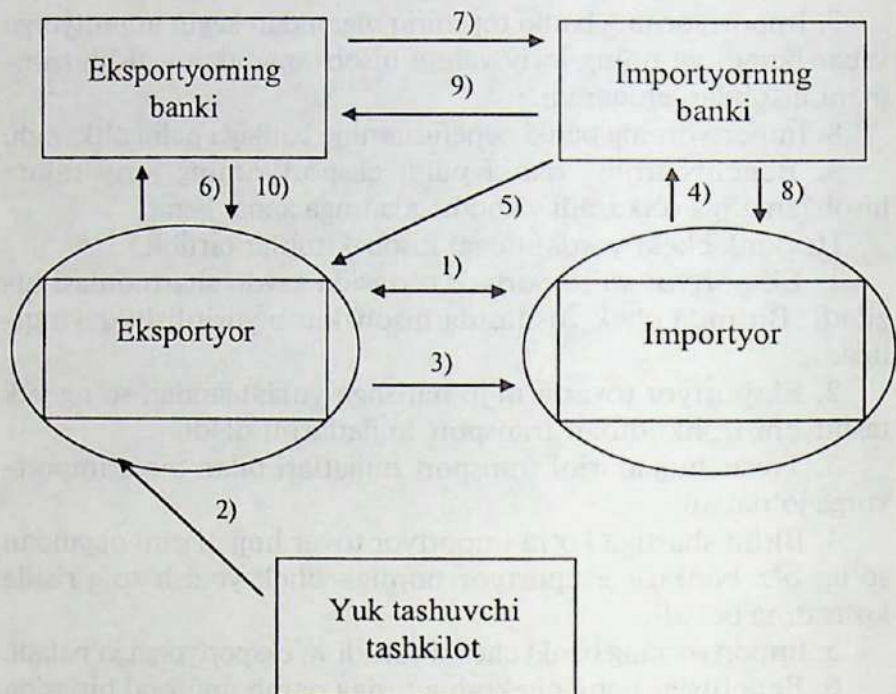 7)
Eksportyorning
banki
Importyorning
banki
9)
6)
10)
5)
4)
8)
1)
Eksportyor
Importyor
3)
2)
Yuk tashuvchi
tashkilot